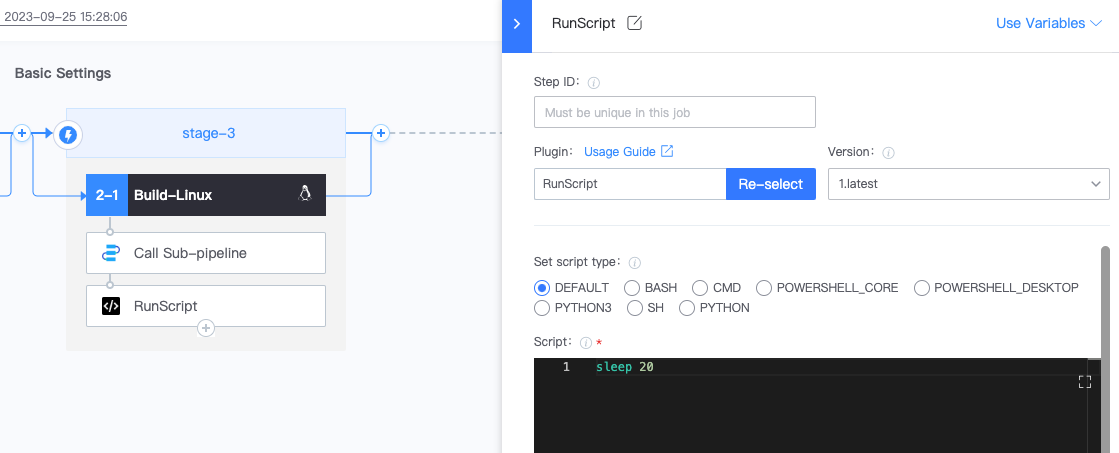 2023-09-25 15:28:06
Basic Settings
stage-3
2-1 Build-Linux
Call Sub-pipeline
RunScript
RunScript
Use Variables
Step ID:
Must be unique in this job
Plugin: Usage Guide
Version:
RunScript Re-select
1.latest
Set script type:
DEFAULT BASH CMD POWERSHELL_CORE POWERSHELL_DESKTOP
PYTHON3 SH PYTHON
Script: *
1 sleep 20